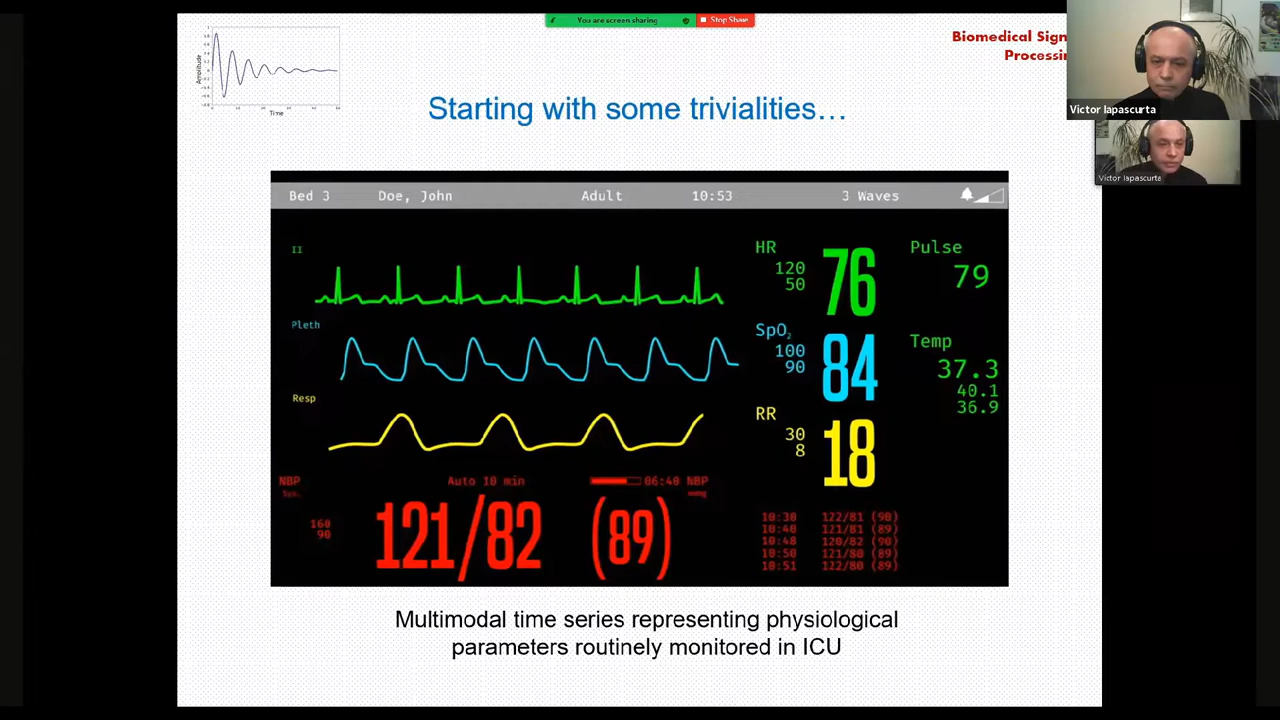 You are screen sharing
Stop Share
Biomedical Sign
Processin
Amplitude
Time
Starting with some trivialities…
Victor Iapascurta
Victor Iapascurta
Bed 3 Doe, John Adult 10:53 3 Waves
II
HR
120
50
76
Pulse
79
Pleth
SpO₂
100
90
84
Temp
37.3
40.1
36.9
Resp
RR
30
8
18
NBP
Auto 10 min
06:40 NBP
160
90
121/82 (89)
10:30 122/81 (90)
10:40 121/81 (89)
10:48 120/82 (90)
10:50 121/80 (89)
10:51 122/80 (89)
Multimodal time series representing physiological
parameters routinely monitored in ICU